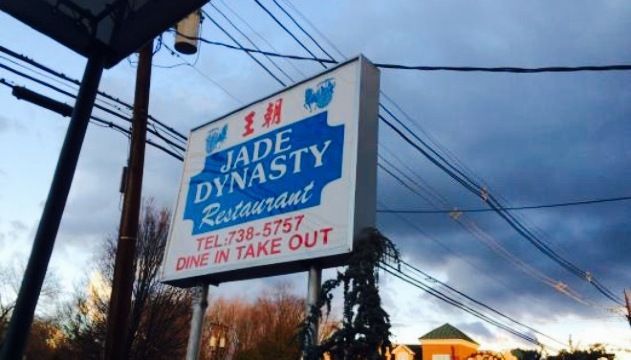 王朝
JADE
DYNASTY
Restaurant
TEL:738-5757
DINE IN TAKE OUT